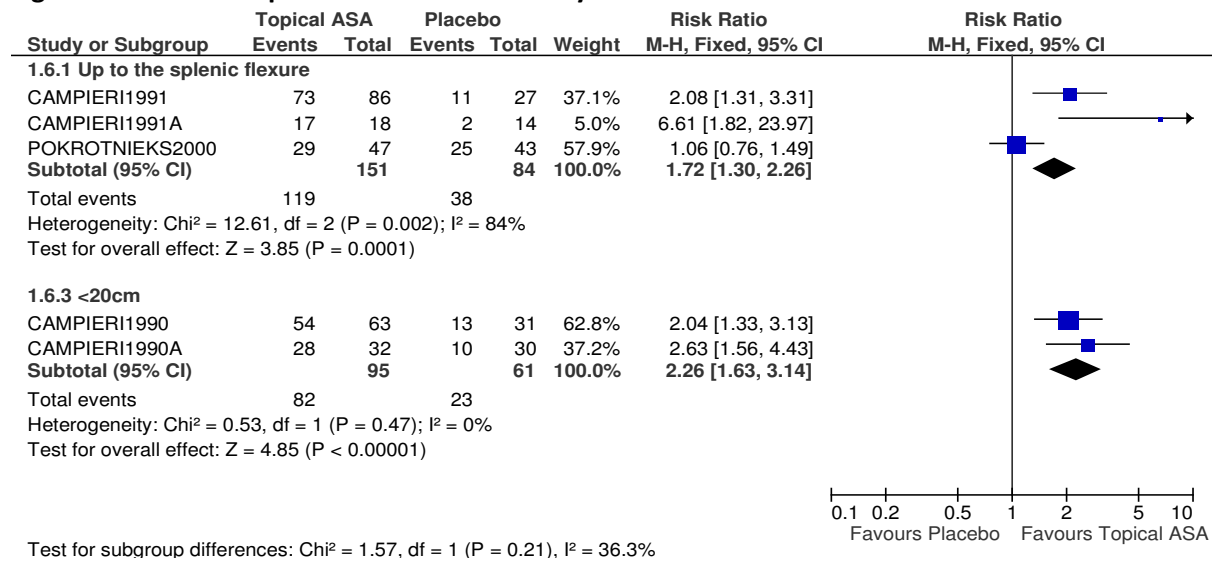 Topical ASA Placebo Risk Ratio Risk Ratio
Study or Subgroup Events Total Events Total Weight M-H, Fixed, 95% CI M-H, Fixed, 95% CI
1.6.1 Up to the splenic flexure
CAMPIERI1991 73 86 11 27 37.1% 2.08 [1.31, 3.31]
CAMPIERI1991A 17 18 2 14 5.0% 6.61 [1.82, 23.97]
POKROTNIEKS2000 29 47 25 43 57.9% 1.06 [0.76, 1.49]
Subtotal (95% CI) 151 84 100.0% 1.72 [1.30, 2.26]
Total events 119 38
Heterogeneity: Chi² = 12.61, df = 2 (P = 0.002); I² = 84%
Test for overall effect: Z = 3.85 (P = 0.0001)
1.6.3 <20cm
CAMPIERI1990 54 63 13 31 62.8% 2.04 [1.33, 3.13]
CAMPIERI1990A 28 32 10 30 37.2% 2.63 [1.56, 4.43]
Subtotal (95% CI) 95 61 100.0% 2.26 [1.63, 3.14]
Total events 82 23
Heterogeneity: Chi² = 0.53, df = 1 (P = 0.47); I² = 0%
Test for overall effect: Z = 4.85 (P < 0.00001)
0.1 0.2 0.5 1 2 5 10
Favours Placebo Favours Topical ASA
Test for subgroup differences: Chi² = 1.57, df = 1 (P = 0.21), I² = 36.3%